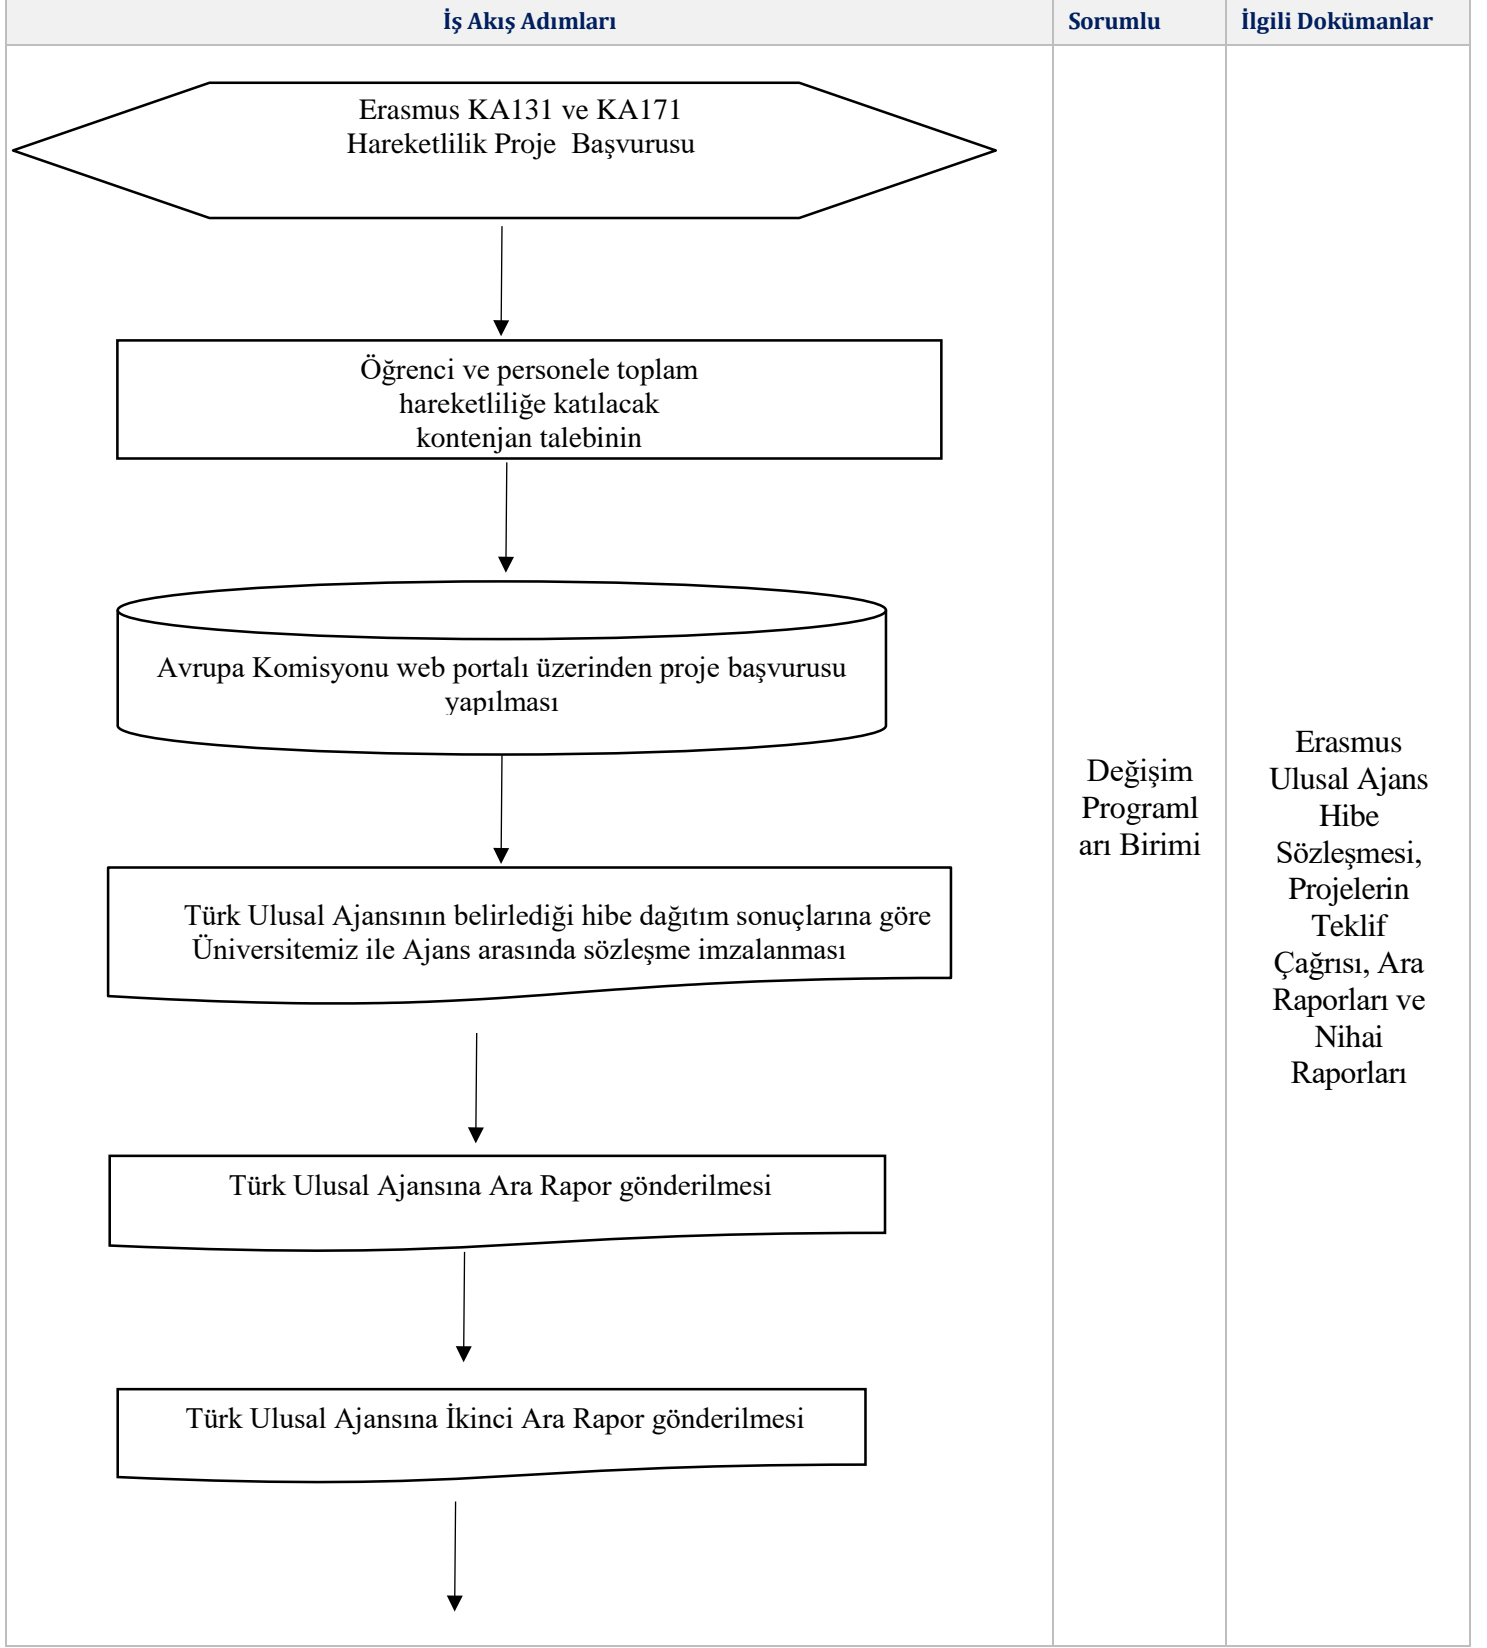 İş Akış Adımları
Sorumlu
İlgili Dokümanlar
Erasmus KA131 ve KA171
Hareketlilik Proje Başvurusu
Öğrenci ve personele toplam
hareketliliğe katılacak
kontenjan talebinin
Avrupa Komisyonu web portalı üzerinden proje başvurusu
yapılması
Türk Ulusal Ajansının belirlediği hibe dağıtım sonuçlarına göre
Üniversitemiz ile Ajans arasında sözleşme imzalanması
Türk Ulusal Ajansına Ara Rapor gönderilmesi
Türk Ulusal Ajansına İkinci Ara Rapor gönderilmesi
Değişim
Programl
arı Birimi
Erasmus
Ulusal Ajans
Hibe
Sözleşmesi,
Projelerin
Teklif
Çağrısı, Ara
Raporları ve
Nihai
Raporları